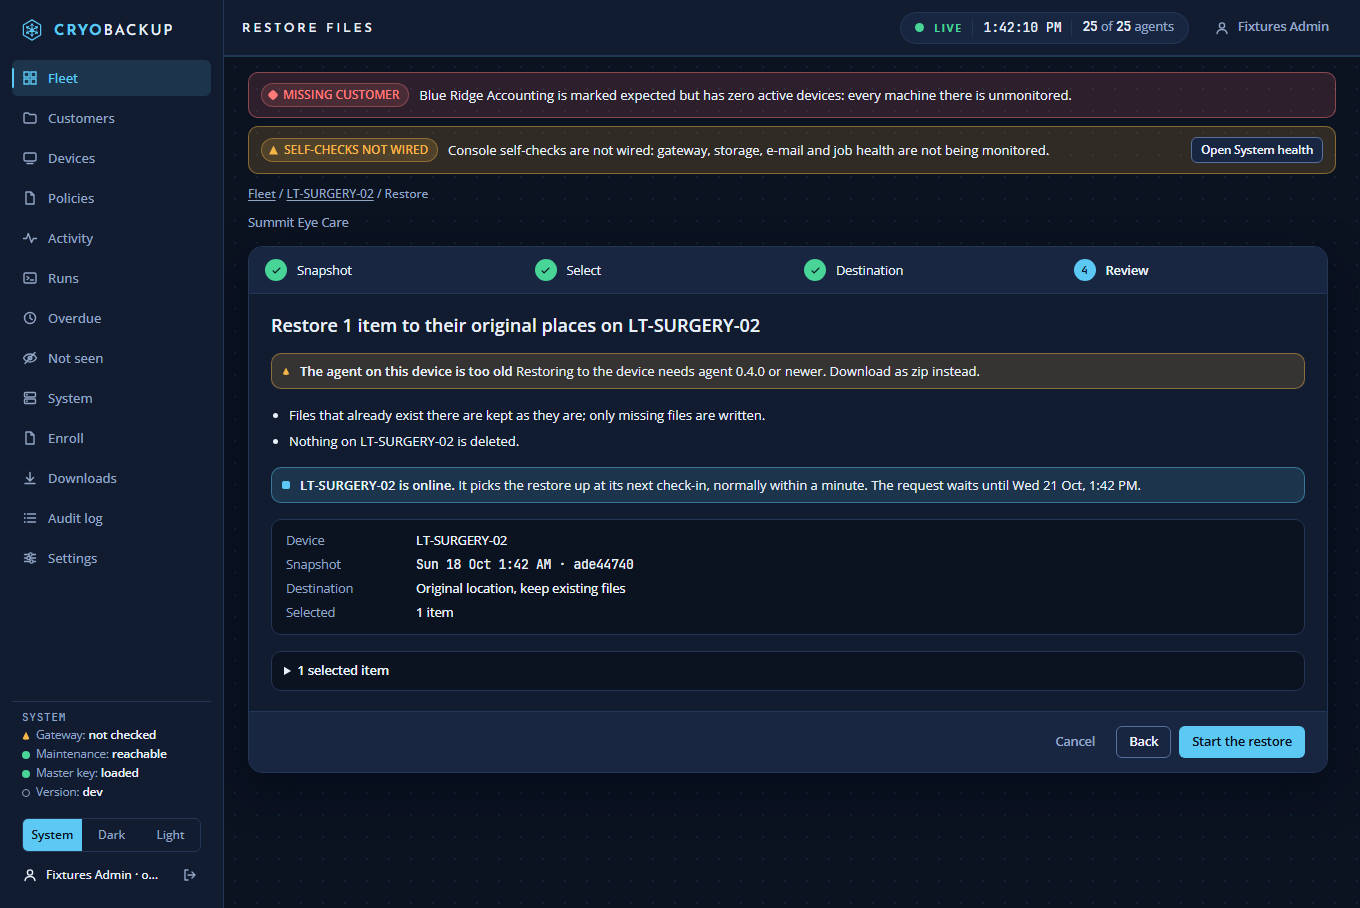 CRYOBACKUP
RESTORE FILES
LIVE 1:42:10 PM 25 of 25 agents
Fixtures Admin
Fleet
Customers
Devices
Policies
Activity
Runs
Overdue
Not seen
System
Enroll
Downloads
Audit log
Settings
SYSTEM
Gateway: not checked
Maintenance: reachable
Master key: loaded
Version: dev
System Dark Light
Fixtures Admin · o...
MISSING CUSTOMER Blue Ridge Accounting is marked expected but has zero active devices: every machine there is unmonitored.
SELF-CHECKS NOT WIRED Console self-checks are not wired: gateway, storage, e-mail and job health are not being monitored. Open System health
Fleet / LT-SURGERY-02 / Restore
Summit Eye Care
Snapshot Select Destination 4 Review
Restore 1 item to their original places on LT-SURGERY-02
The agent on this device is too old Restoring to the device needs agent 0.4.0 or newer. Download as zip instead.
Files that already exist there are kept as they are; only missing files are written.
Nothing on LT-SURGERY-02 is deleted.
LT-SURGERY-02 is online. It picks the restore up at its next check-in, normally within a minute. The request waits until Wed 21 Oct, 1:42 PM.
Device LT-SURGERY-02
Snapshot Sun 18 Oct 1:42 AM · ade44740
Destination Original location, keep existing files
Selected 1 item
1 selected item
Cancel Back Start the restore